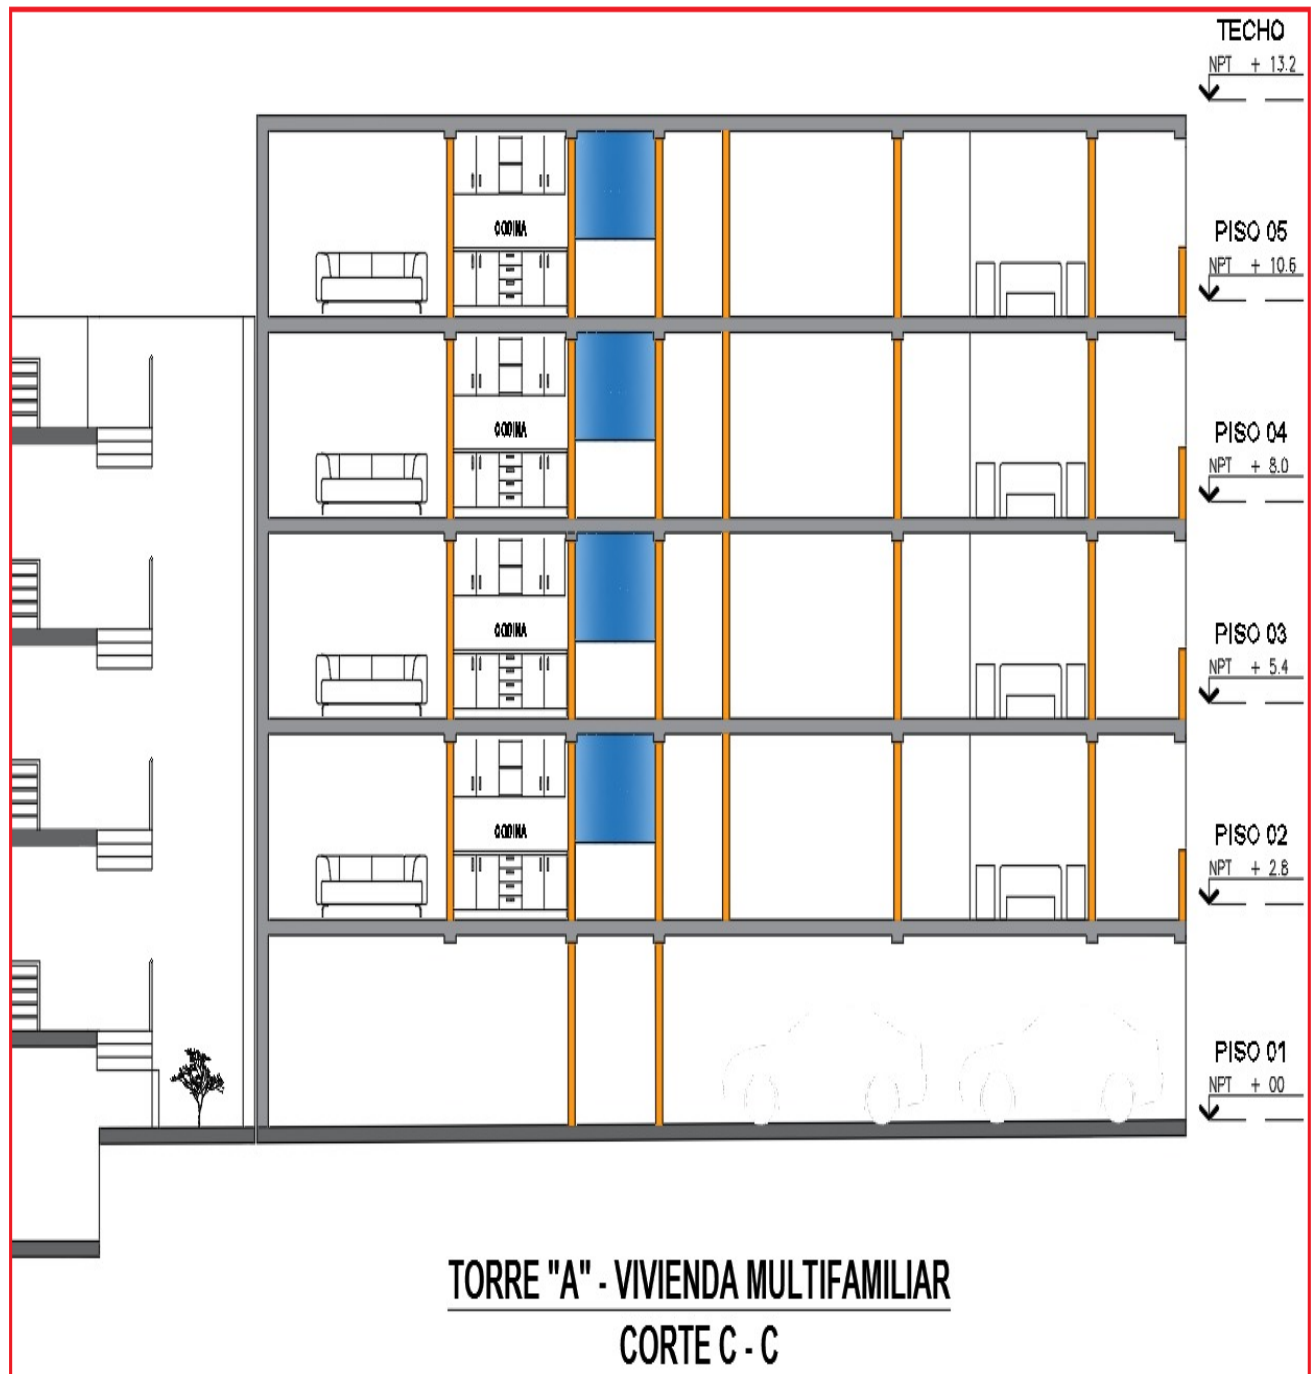 TECHO
NPT + 13.2
COCINA
PISO 05
NPT + 10.6
COCINA
PISO 04
NPT + 8.0
COCINA
PISO 03
NPT + 5.4
COCINA
PISO 02
NPT + 2.8
PISO 01
NPT + 00
TORRE "A" - VIVIENDA MULTIFAMILIAR
CORTE C - C